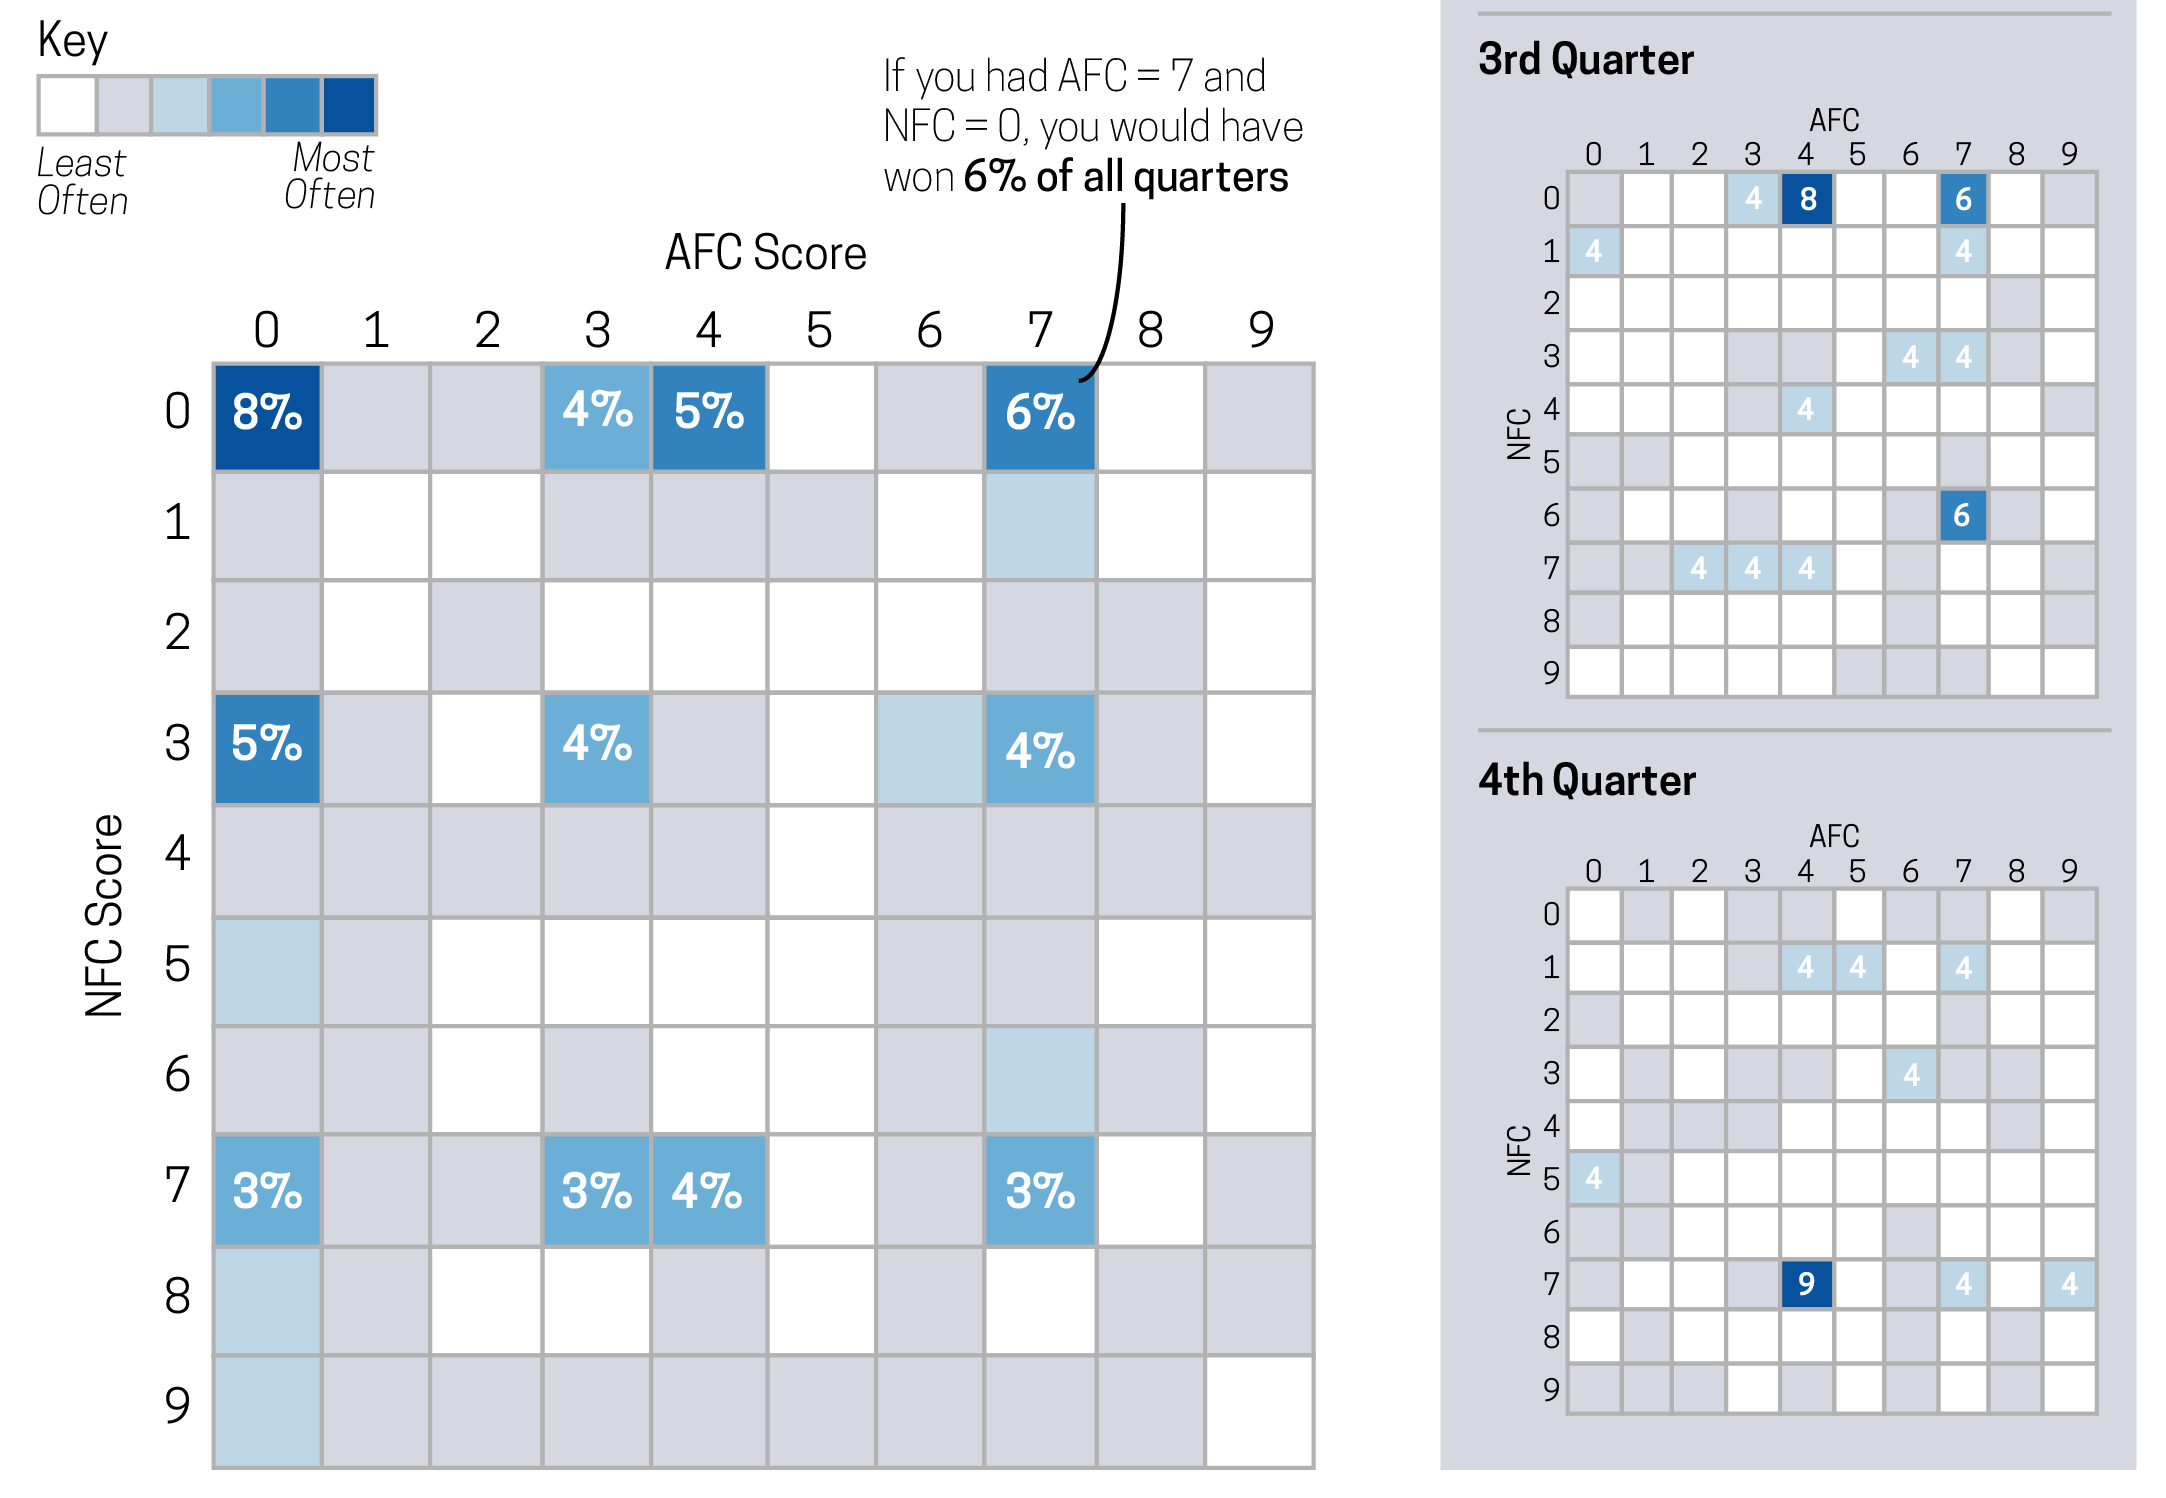 Key
Least
Often
Most
Often
If you had AFC = 7 and
NFC = 0, you would have
won 6% of all quarters
AFC Score
0 1 2 3 4 5 6 7 8 9
NFC Score
0 8% 4% 5% 6%
1
2
3 5% 4% 4%
4
5
6
7 3% 3% 4% 3%
8
9
3rd Quarter
AFC
0 1 2 3 4 5 6 7 8 9
NFC
0 4 8 6
1 4 4
2
3 4 4
4 4
5
6 6
7 4 4 4
8
9
4th Quarter
AFC
0 1 2 3 4 5 6 7 8 9
NFC
0
1 4 4 4
2
3 4
4
5 4
6
7 9 4 4
8
9